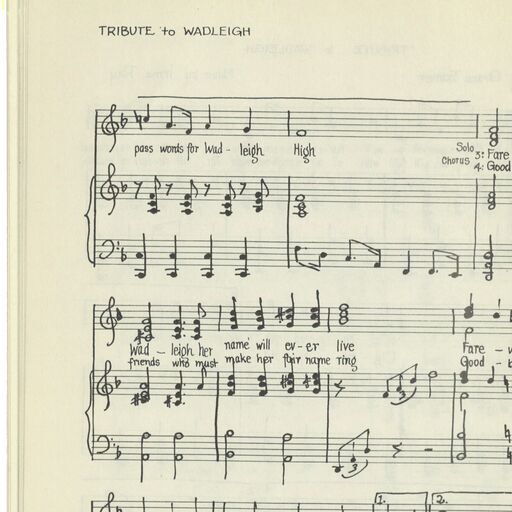 TRIBUTE to WADLEIGH
pass words for Wad - leigh High
Solo 3: Fare
Chorus 4: Good
Wad - leigh her name will ev - er live Fare -
friends who must make her fair name ring Good -
3
3
1. 2.